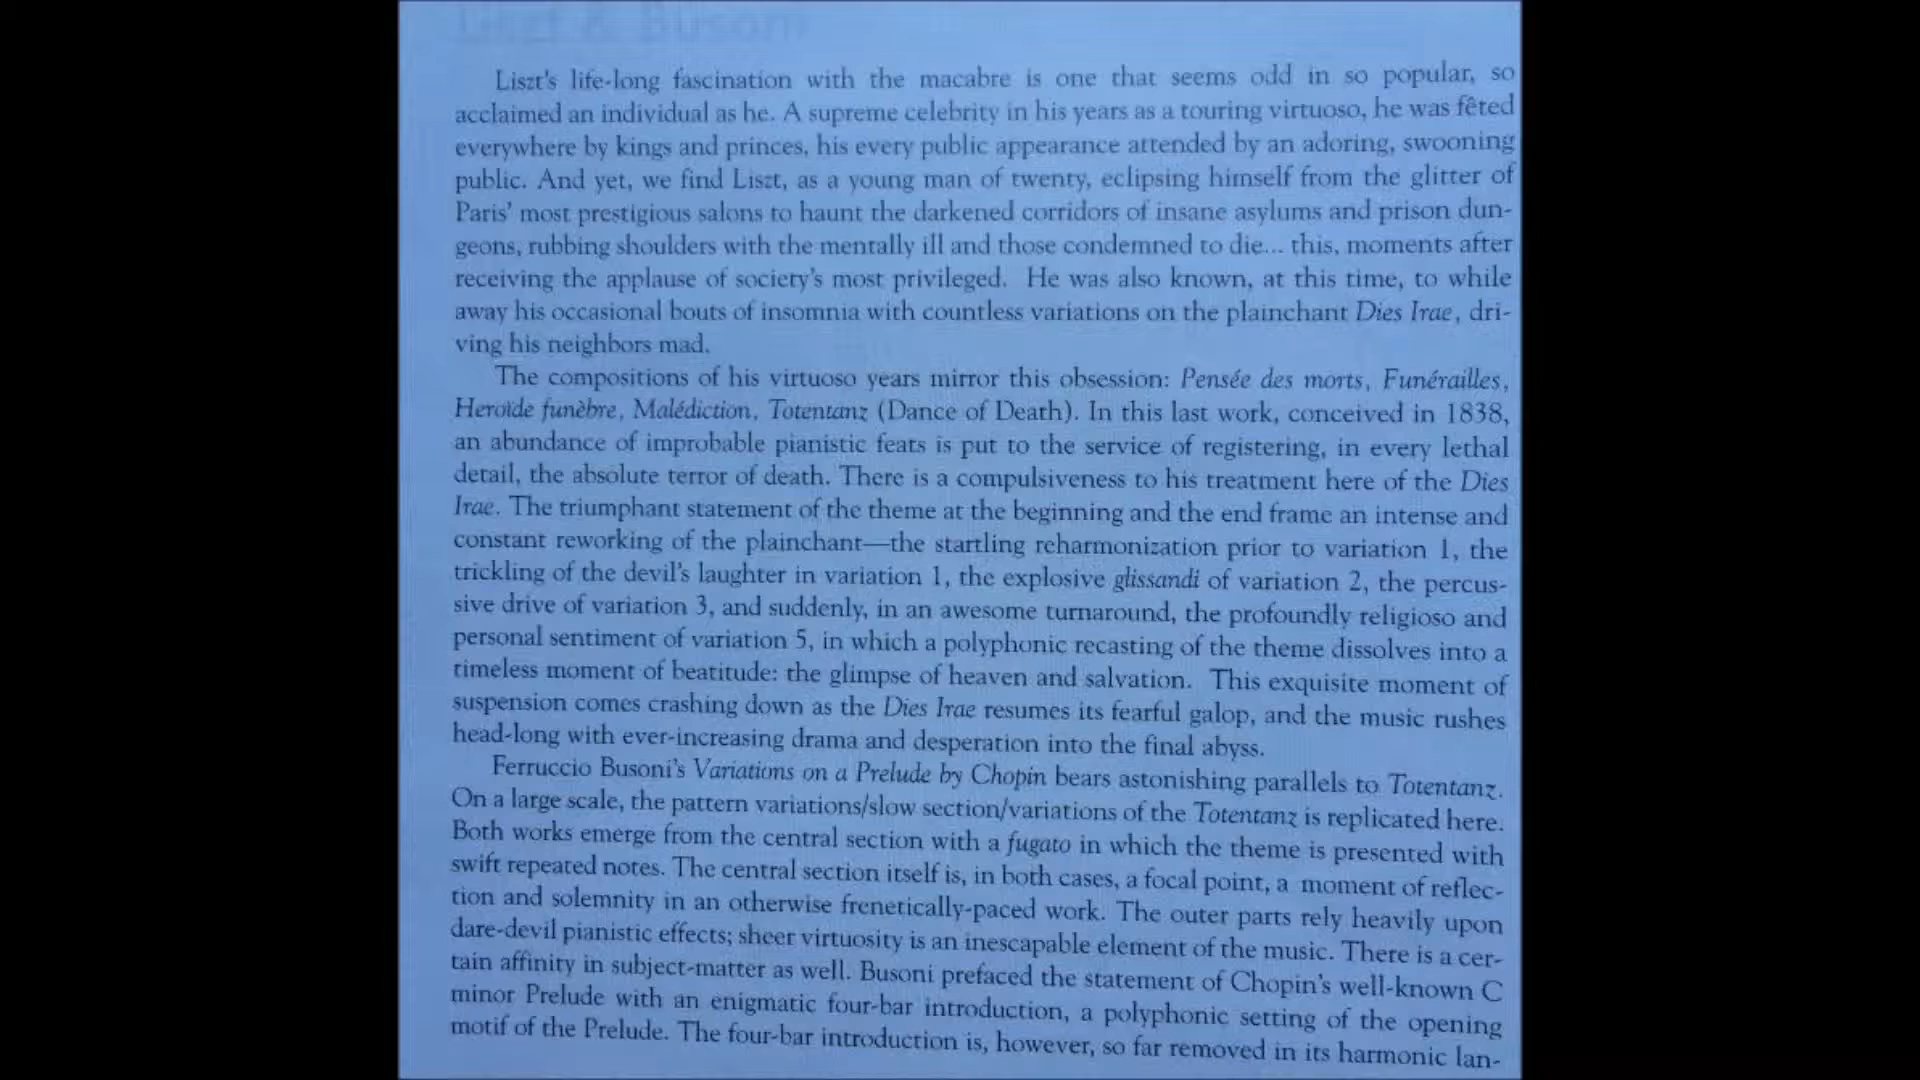 Liszt & Busoni
Liszt's life-long fascination with the macabre is one that seems odd in so popular, so
acclaimed an individual as he. A supreme celebrity in his years as a touring virtuoso, he was fêted
everywhere by kings and princes, his every public appearance attended by an adoring, swooning
public. And yet, we find Liszt, as a young man of twenty, eclipsing himself from the glitter of
Paris' most prestigious salons to haunt the darkened corridors of insane asylums and prison dun-
geons, rubbing shoulders with the mentally ill and those condemned to die... this, moments after
receiving the applause of society's most privileged. He was also known, at this time, to while
away his occasional bouts of insomnia with countless variations on the plainchant Dies Irae, dri-
ving his neighbors mad.
The compositions of his virtuoso years mirror this obsession: Pensée des morts, Funérailles,
Heroïde funèbre, Malédiction, Totentanz (Dance of Death). In this last work, conceived in 1838,
an abundance of improbable pianistic feats is put to the service of registering, in every lethal
detail, the absolute terror of death. There is a compulsiveness to his treatment here of the Dies
Irae. The triumphant statement of the theme at the beginning and the end frame an intense and
constant reworking of the plainchant—the startling reharmonization prior to variation 1, the
trickling of the devil's laughter in variation 1, the explosive glissandi of variation 2, the percus-
sive drive of variation 3, and suddenly, in an awesome turnaround, the profoundly religioso and
personal sentiment of variation 5, in which a polyphonic recasting of the theme dissolves into a
timeless moment of beatitude: the glimpse of heaven and salvation. This exquisite moment of
suspension comes crashing down as the Dies Irae resumes its fearful galop, and the music rushes
head-long with ever-increasing drama and desperation into the final abyss.
Ferruccio Busoni's Variations on a Prelude by Chopin bears astonishing parallels to Totentanz.
On a large scale, the pattern variations/slow section/variations of the Totentanz is replicated here.
Both works emerge from the central section with a fugato in which the theme is presented with
swift repeated notes. The central section itself is, in both cases, a focal point, a moment of reflec-
tion and solemnity in an otherwise frenetically-paced work. The outer parts rely heavily upon
dare-devil pianistic effects; sheer virtuosity is an inescapable element of the music. There is a cer-
tain affinity in subject-matter as well. Busoni prefaced the statement of Chopin's well-known C
minor Prelude with an enigmatic four-bar introduction, a polyphonic setting of the opening
motif of the Prelude. The four-bar introduction is, however, so far removed in its harmonic lan-